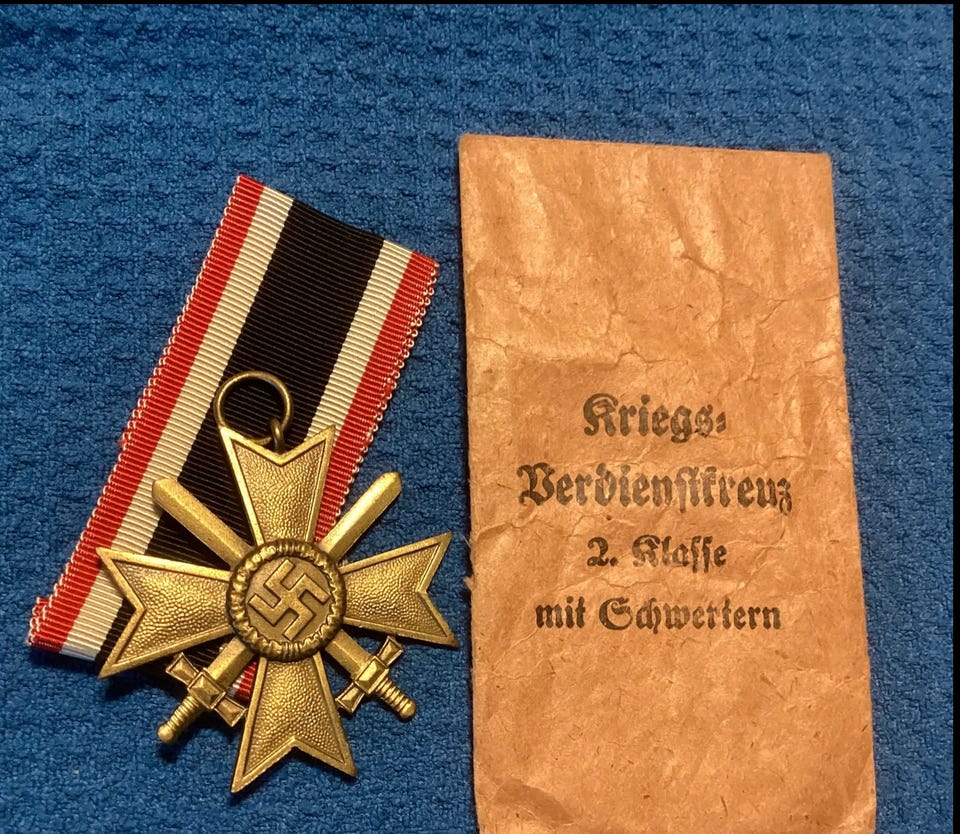 Kriegs-
Verdienstkreuz
2. Klasse
mit Schwertern